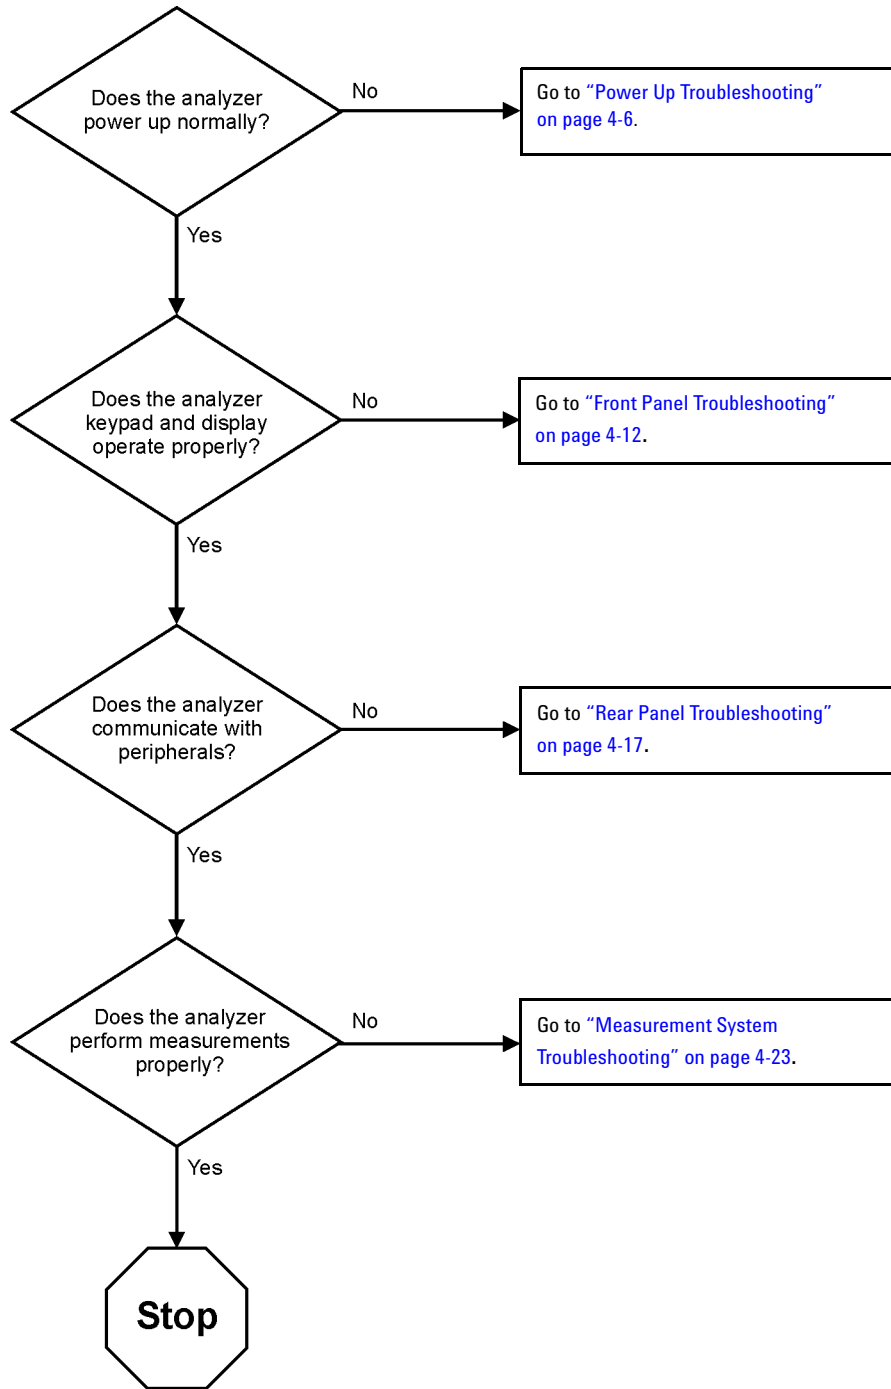 Does the analyzer
power up normally?
No
Go to “Power Up Troubleshooting”
on page 4-6.
Yes
Does the analyzer
keypad and display
operate properly?
No
Go to “Front Panel Troubleshooting”
on page 4-12.
Yes
Does the analyzer
communicate with
peripherals?
No
Go to “Rear Panel Troubleshooting”
on page 4-17.
Yes
Does the analyzer
perform measurements
properly?
No
Go to “Measurement System
Troubleshooting” on page 4-23.
Yes
Stop